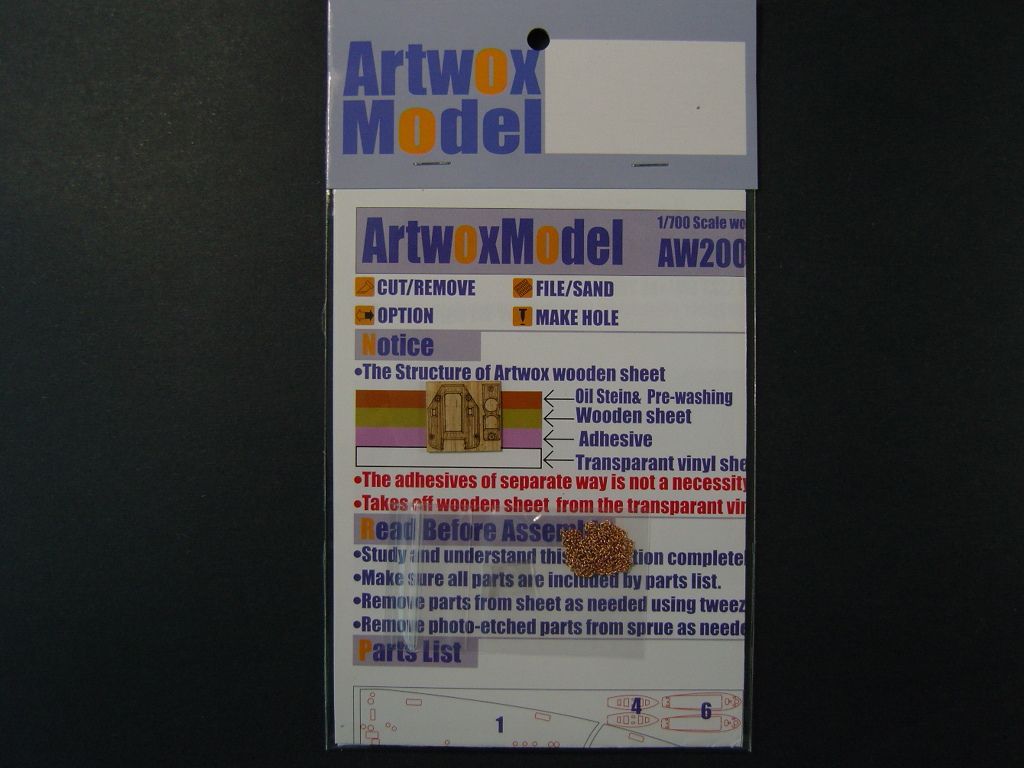 Artwox
Model
ArtwoxModel
1/700 Scale wo
AW200
CUT/REMOVE
FILE/SAND
OPTION
MAKE HOLE
Notice
•The Structure of Artwox wooden sheet
Oil Stein& Pre-washing
Wooden sheet
Adhesive
Transparent vinyl she
•The adhesives of separate way is not a necessity
•Takes off wooden sheet from the transparent vin
Read Before Assem
•Study and understand this tion complete
•Make sure all parts are included by parts list.
•Remove parts from sheet as needed using tweez
•Remove photo-etched parts from sprue as neede
Parts List
1
4
6